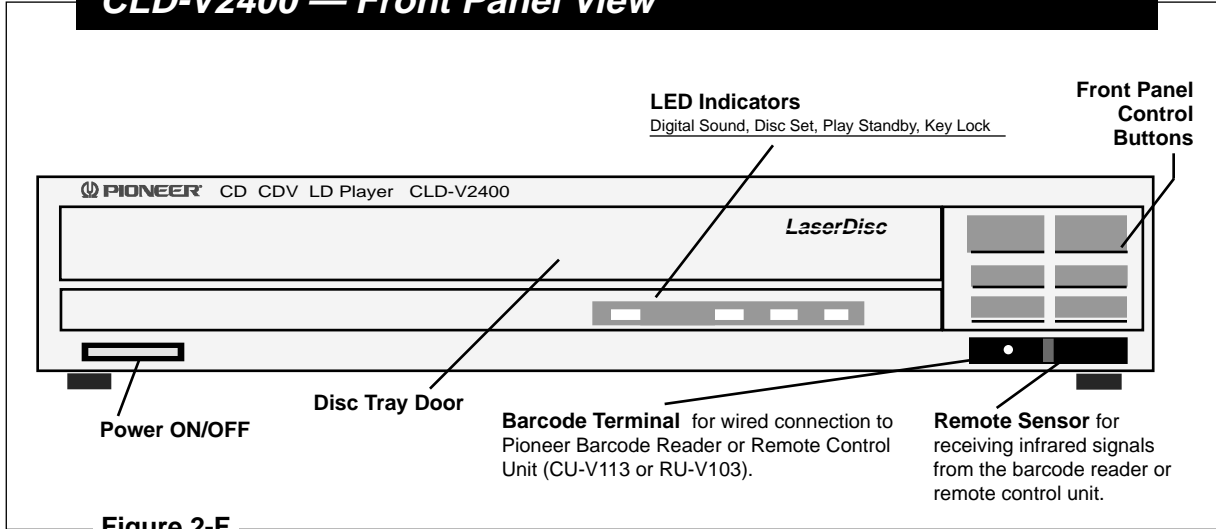 CLD-V2400 — Front Panel View
LED Indicators
Digital Sound, Disc Set, Play Standby, Key Lock
Front Panel
Control
Buttons
PIONEER CD CDV LD Player CLD-V2400
LaserDisc
Power ON/OFF
Disc Tray Door
Barcode Terminal for wired connection to
Pioneer Barcode Reader or Remote Control
Unit (CU-V113 or RU-V103).
Remote Sensor for
receiving infrared signals
from the barcode reader or
remote control unit.
Figure 2-F